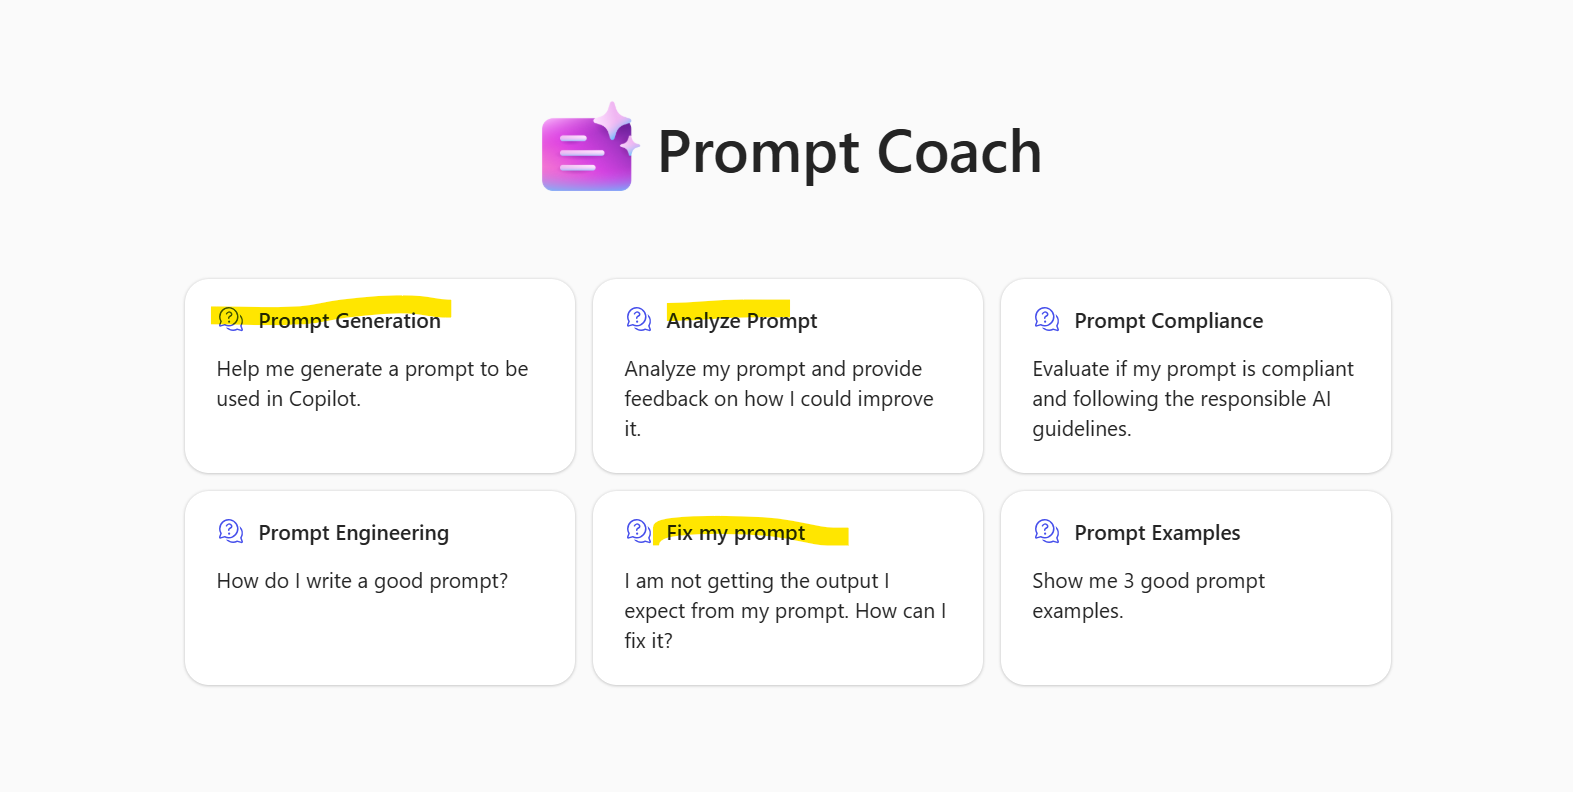 Prompt Coach
Prompt Generation
Help me generate a prompt to be
used in Copilot.
Analyze Prompt
Analyze my prompt and provide
feedback on how I could improve
it.
Prompt Compliance
Evaluate if my prompt is compliant
and following the responsible AI
guidelines.
Prompt Engineering
How do I write a good prompt?
Fix my prompt
I am not getting the output I
expect from my prompt. How can I
fix it?
Prompt Examples
Show me 3 good prompt
examples.